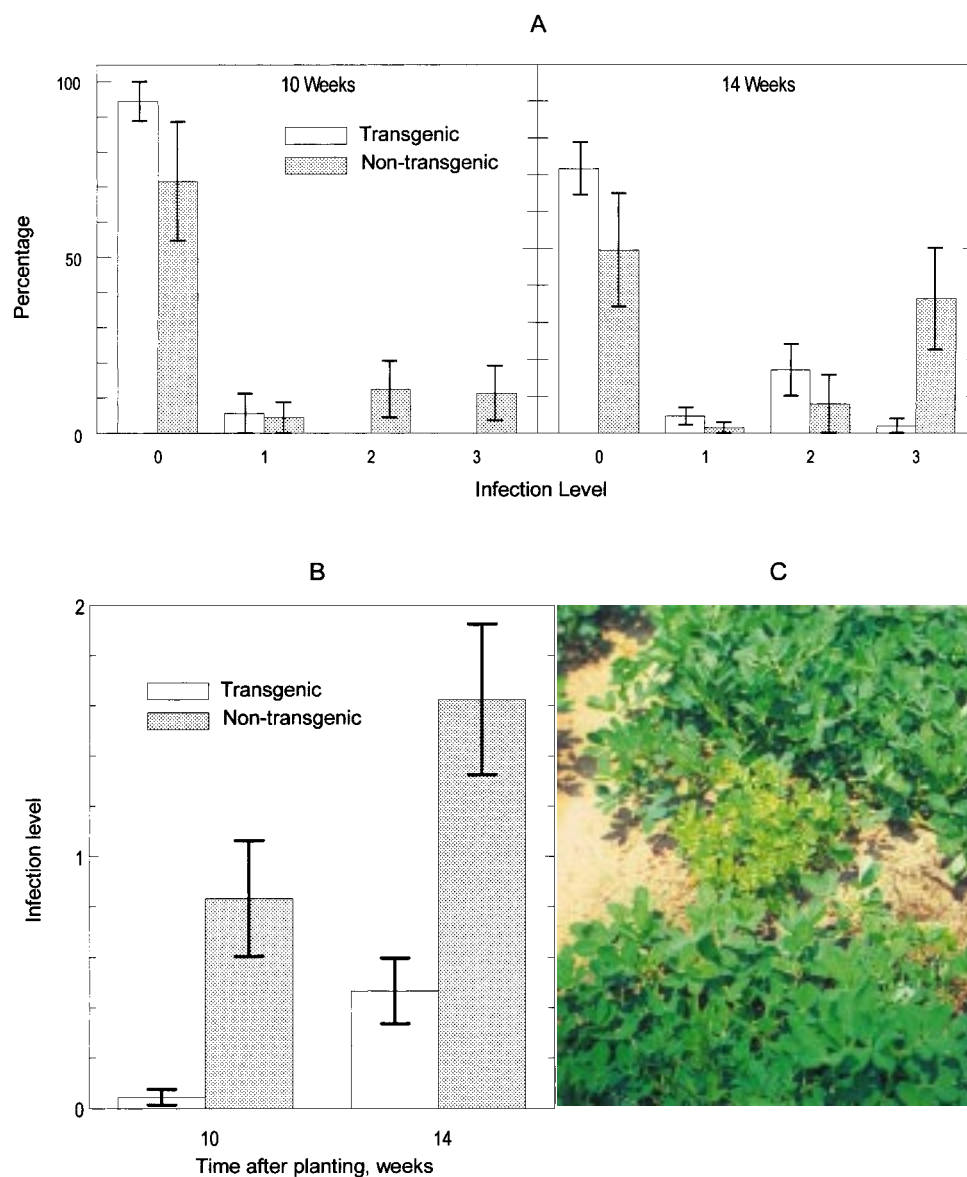 A
10 Weeks
14 Weeks
Transgenic
Non-transgenic
100
50
0
Percentage
0 1 2 3 0 1 2 3
Infection Level
B
C
2
1
0
Transgenic
Non-transgenic
Infection level
10 14
Time after planting, weeks